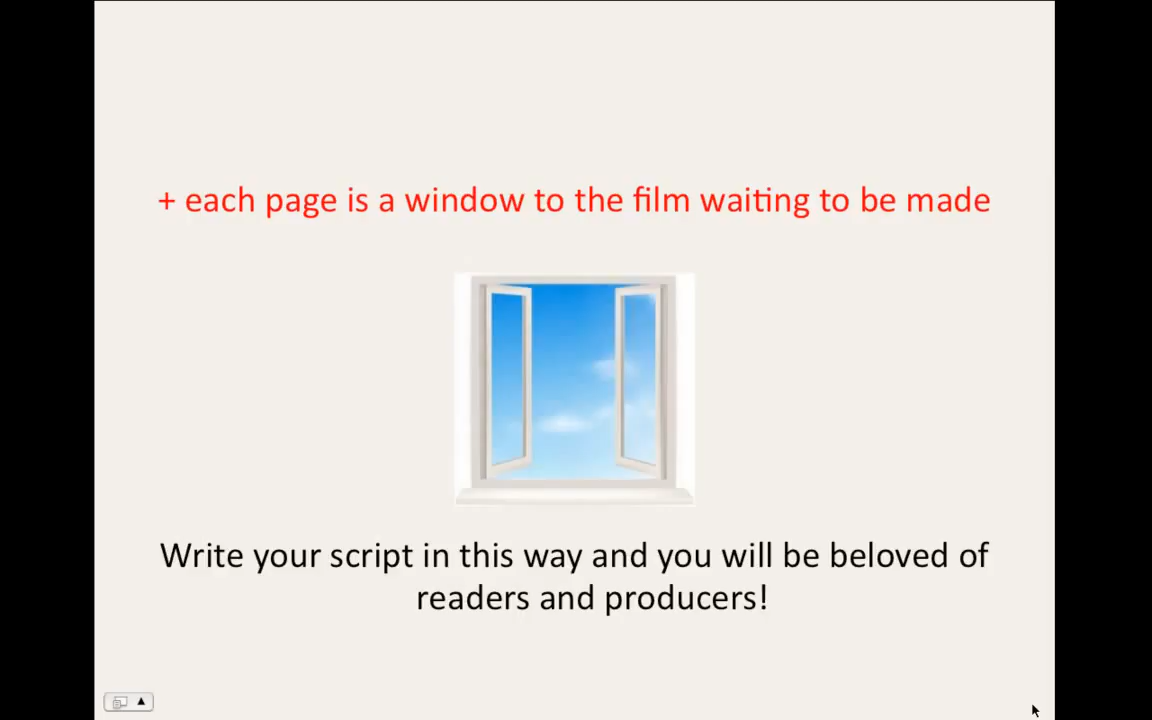 + each page is a window to the film waiting to be made
Write your script in this way and you will be beloved of
readers and producers!